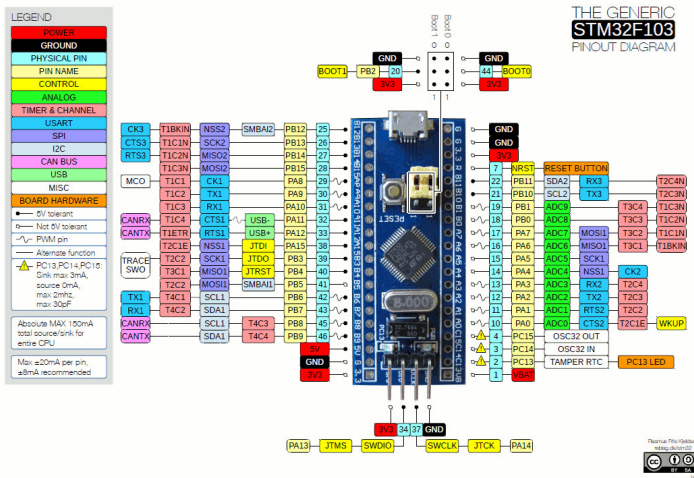 LEGEND
POWER
GROUND
PHYSICAL PIN
PIN NAME
CONTROL
ANALOG
TIMER & CHANNEL
USART
SPI
I2C
CAN BUS
USB
MISC
BOARD HARDWARE
5V tolerant
Not 5V tolerant
PWM pin
Alternate function
PC13,PC14,PC15:
Sink max 3mA,
source 0mA,
max 2mhz,
max 30pF
Absolute MAX 150mA
total source/sink for
entire CPU
Max ±20mA per pin,
±8mA recommended
THE GENERIC
STM32F103
PINOUT DIAGRAM
Boot 1 Boot 0
GND GND
BOOT1 PB2 20 44 BOOT0
3V3 3V3
1 1
CK3 T1BKIN NSS2 SMBAI2 PB12 25
CTS3 T1C1N SCK2 PB13 26
RTS3 T1C2N MISO2 PB14 27
T1C3N MOSI2 PB15 28
MCO T1C1 CK1 PA8 29
T1C2 TX1 PA9 30
T1C3 RX1 PA10 31
CANRX T1C4 CTS1 USB- PA11 32
CANTX T1ETR RTS1 USB+ PA12 33
T2C1E NSS1 JTDI PA15 38
TRACE SWO T2C2 SCK1 JTDO PB3 39
T3C1 MISO1 JTRST PB4 40
T3C2 MOSI1 SMBAI1 PB5 41
TX1 T4C1 SCL1 PB6 42
RX1 T4C2 SDA1 PB7 43
CANRX SCL1 T4C3 PB8 45
CANTX SDA1 T4C4 PB9 46
5V
GND
3V3
GND
GND
3V3
7 NRST RESET BUTTON
22 PB11 SDA2 RX3 T2C4N
21 PB10 SCL2 TX3 T2C3N
19 PB1 ADC9 T3C4 T1C3N
18 PB0 ADC8 T3C3 T1C2N
17 PA7 ADC7 MOSI1 T3C2 T1C1N
16 PA6 ADC6 MISO1 T3C1 T1BKIN
15 PA5 ADC5 SCK1
14 PA4 ADC4 NSS1 CK2
13 PA3 ADC3 RX2 T2C4
12 PA2 ADC2 TX2 T2C3
11 PA1 ADC1 RTS2 T2C2
10 PA0 ADC0 CTS2 T2C1E WKUP
4 PC15 OSC32 OUT
3 PC14 OSC32 IN
2 PC13 TAMPER RTC PC13 LED
1 VBAT
RESET
8.000
PC13
3V3 34 37 GND
PA13 JTMS SWDIO SWCLK JTCK PA14
cc BY SA